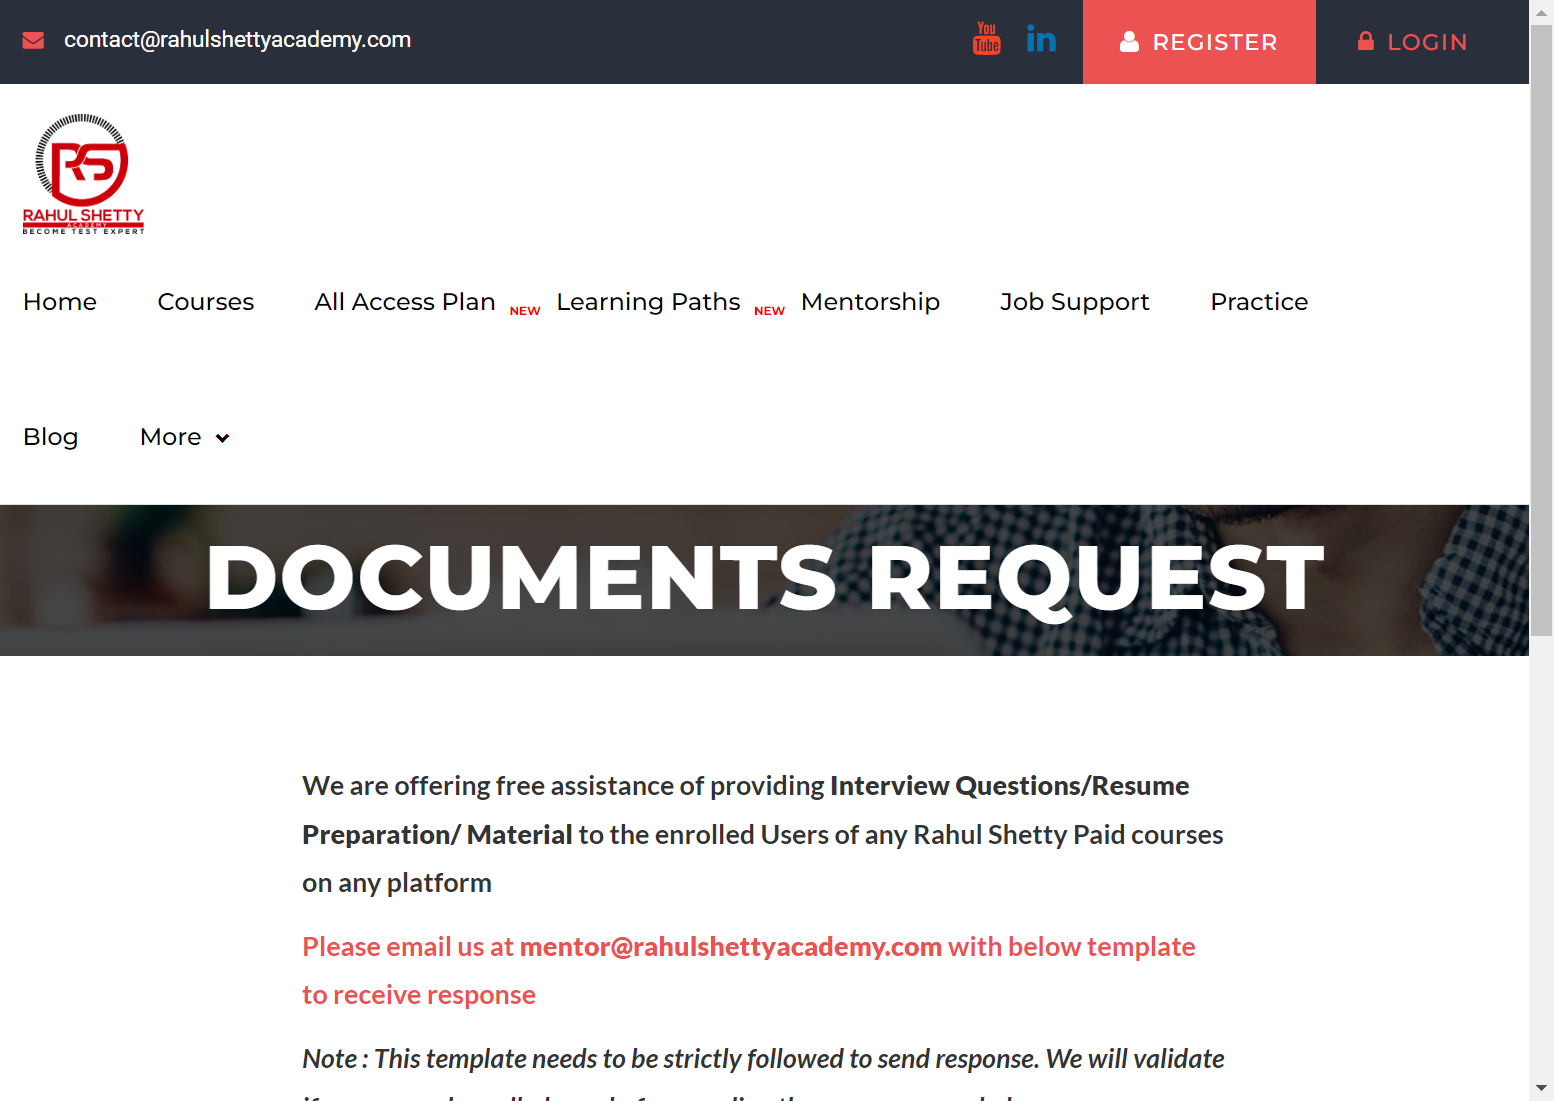 contact@rahulshettyacademy.com
You
Tube
in
REGISTER
LOGIN
RS
RAHUL SHETTY
ACADEMY
BECOME TEST EXPERT
Home
Courses
All Access Plan
NEW
Learning Paths
NEW
Mentorship
Job Support
Practice
Blog
More
DOCUMENTS REQUEST
We are offering free assistance of providing Interview Questions/Resume
Preparation/ Material to the enrolled Users of any Rahul Shetty Paid courses
on any platform
Please email us at mentor@rahulshettyacademy.com with below template
to receive response
Note : This template needs to be strictly followed to send response. We will validate